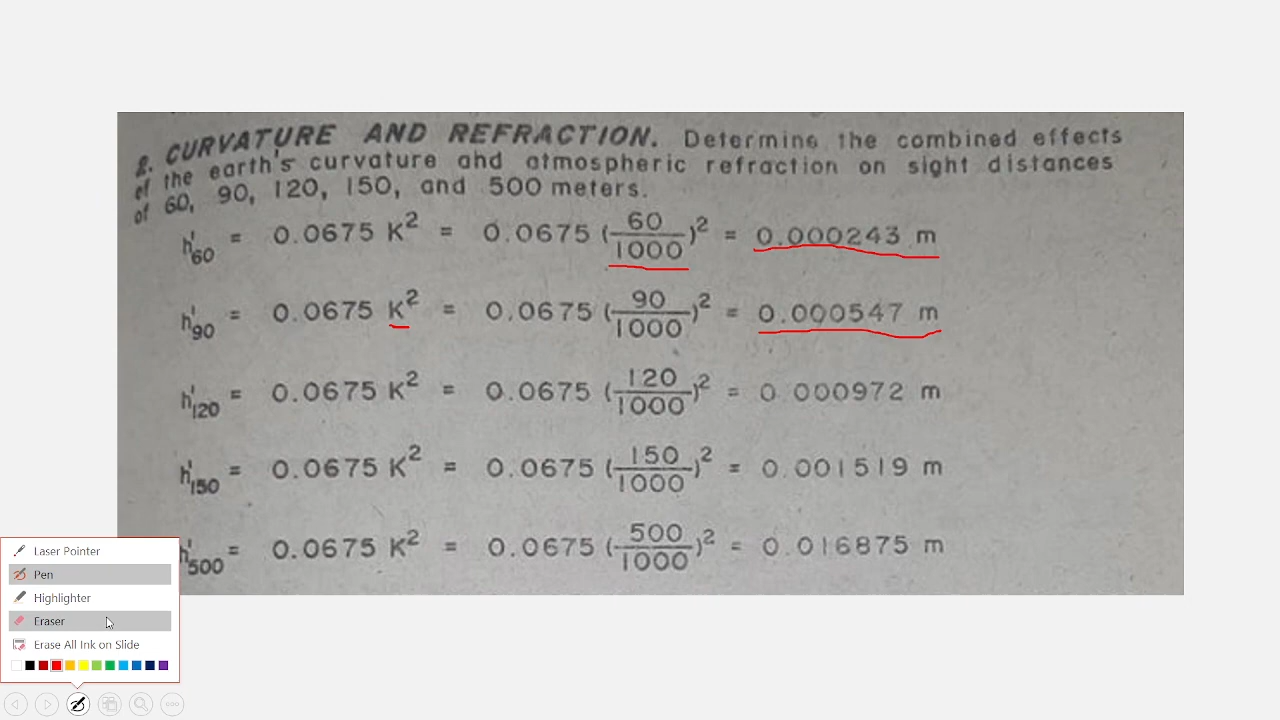 2. CURVATURE AND REFRACTION. Determine the combined effects
of the earth's curvature and atmospheric refraction on sight distances
of 60, 90, 120, 150, and 500 meters.
h'60 = 0.0675 K² = 0.0675 (60/1000)² = 0.000243 m
h'90 = 0.0675 K² = 0.0675 (90/1000)² = 0.000547 m
h'120 = 0.0675 K² = 0.0675 (120/1000)² = 0.000972 m
h'150 = 0.0675 K² = 0.0675 (150/1000)² = 0.001519 m
h'500 = 0.0675 K² = 0.0675 (500/1000)² = 0.016875 m
Laser Pointer
Pen
Highlighter
Eraser
Erase All Ink on Slide